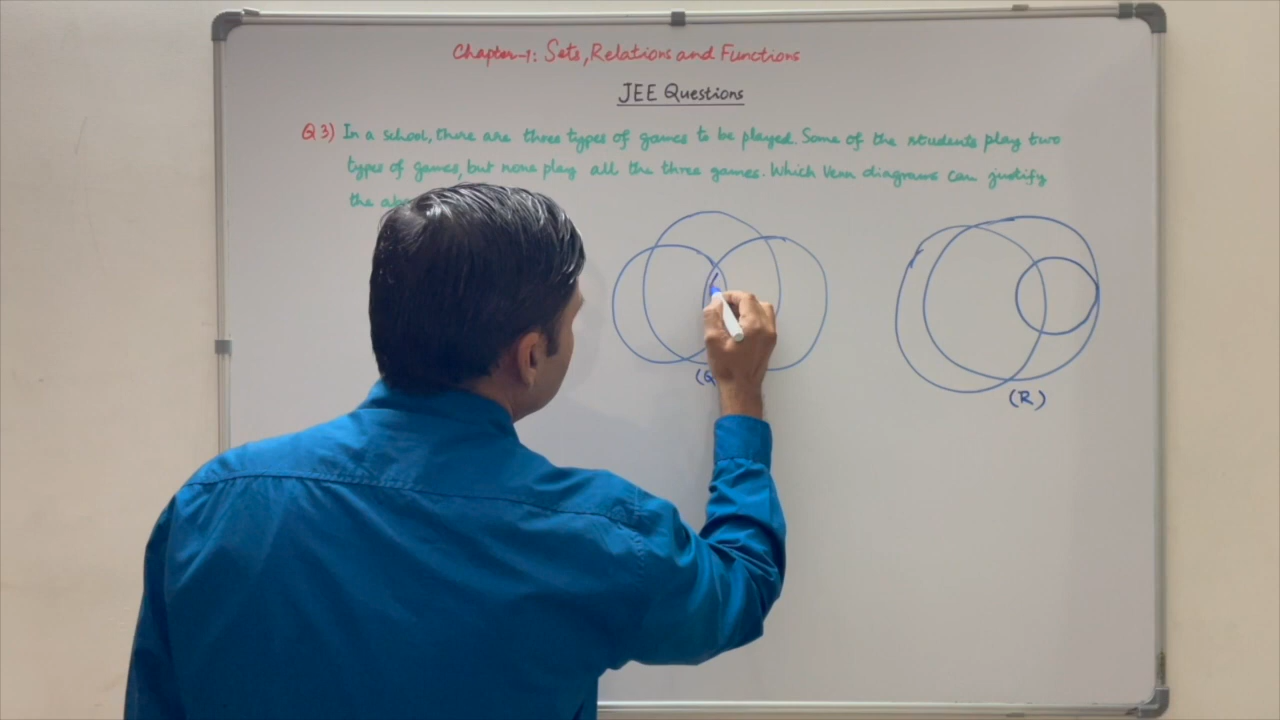 Chapter-1: Sets, Relations and Functions
JEE Questions
Q3) In a school, there are three types of games to be played. Some of the students play two
types of games, but none play all the three games. Which Venn diagrams can justify
the
(R)